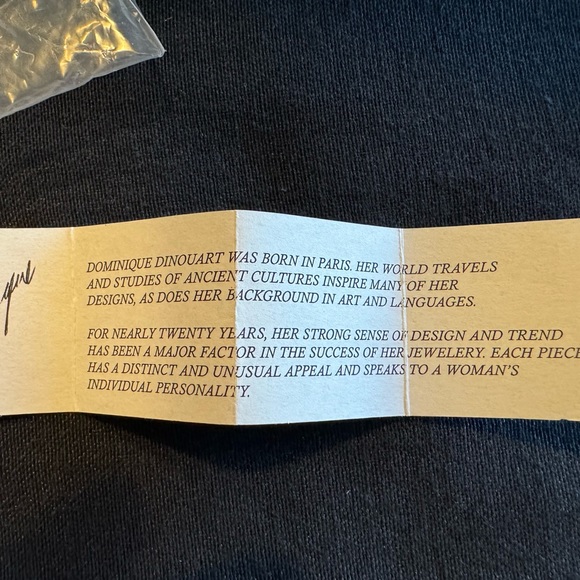 DOMINIQUE DINOUART WAS BORN IN PARIS. HER WORLD TRAVELS
AND STUDIES OF ANCIENT CULTURES INSPIRE MANY OF HER
DESIGNS, AS DOES HER BACKGROUND IN ART AND LANGUAGES.
FOR NEARLY TWENTY YEARS, HER STRONG SENSE OF DESIGN AND TREND
HAS BEEN A MAJOR FACTOR IN THE SUCCESS OF HER JEWELERY. EACH PIECE
HAS A DISTINCT AND UNUSUAL APPEAL AND SPEAKS TO A WOMAN'S
INDIVIDUAL PERSONALITY.